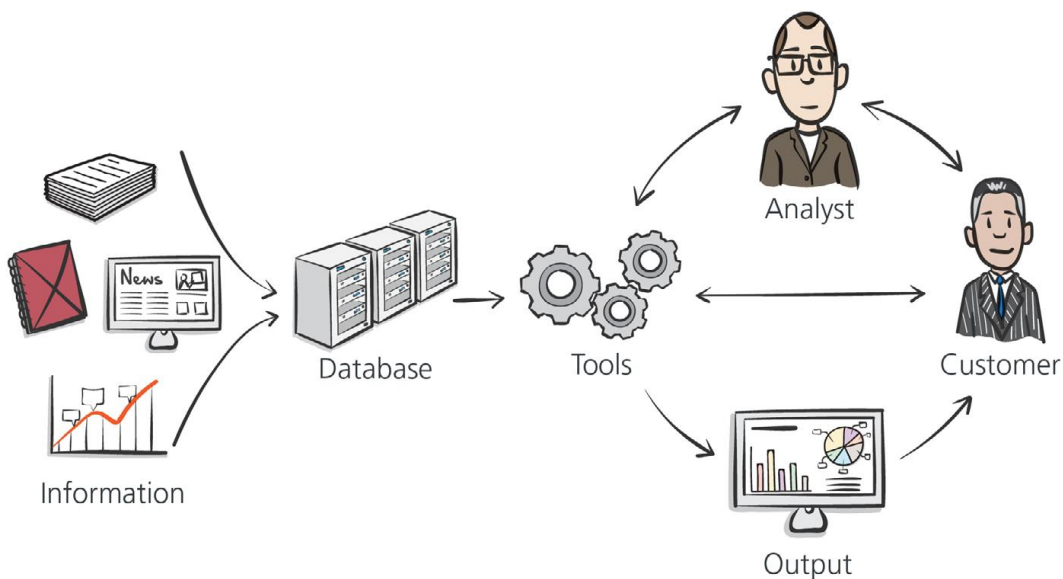 News
Information
Database
Tools
Analyst
Customer
Output